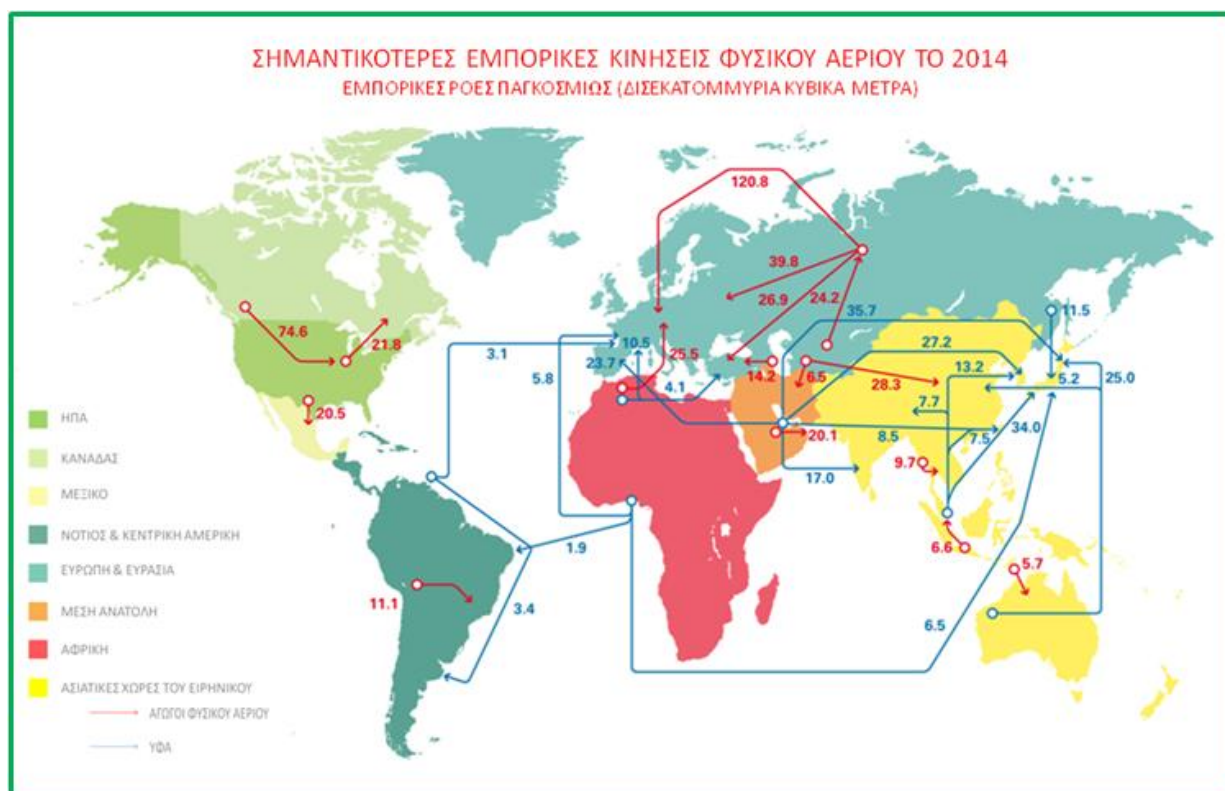 ΣΗΜΑΝΤΙΚΟΤΕΡΕΣ ΕΜΠΟΡΙΚΕΣ ΚΙΝΗΣΕΙΣ ΦΥΣΙΚΟΥ ΑΕΡΙΟΥ ΤΟ 2014
ΕΜΠΟΡΙΚΕΣ ΡΟΕΣ ΠΑΓΚΟΣΜΙΩΣ (ΔΙΣΕΚΑΤΟΜΜΥΡΙΑ ΚΥΒΙΚΑ ΜΕΤΡΑ)
120.8
39.8
26.9
24.2
35.7
11.5
74.6
21.8
3.1
10.5
27.2
5.8
23.7
25.5
14.2
6.5
28.3
13.2
5.2
25.0
4.1
7.7
20.5
20.1
8.5
7.5
34.0
9.7
17.0
1.9
6.6
5.7
11.1
3.4
6.5
ΗΠΑ
ΚΑΝΑΔΑΣ
ΜΕΞΙΚΟ
ΝΟΤΙΟΣ & ΚΕΝΤΡΙΚΗ ΑΜΕΡΙΚΗ
ΕΥΡΩΠΗ & ΕΥΡΑΣΙΑ
ΜΕΣΗ ΑΝΑΤΟΛΗ
ΑΦΡΙΚΗ
ΑΣΙΑΤΙΚΕΣ ΧΩΡΕΣ ΤΟΥ ΕΙΡΗΝΙΚΟΥ
ΑΓΩΓΟΙ ΦΥΣΙΚΟΥ ΑΕΡΙΟΥ
ΥΦΑ